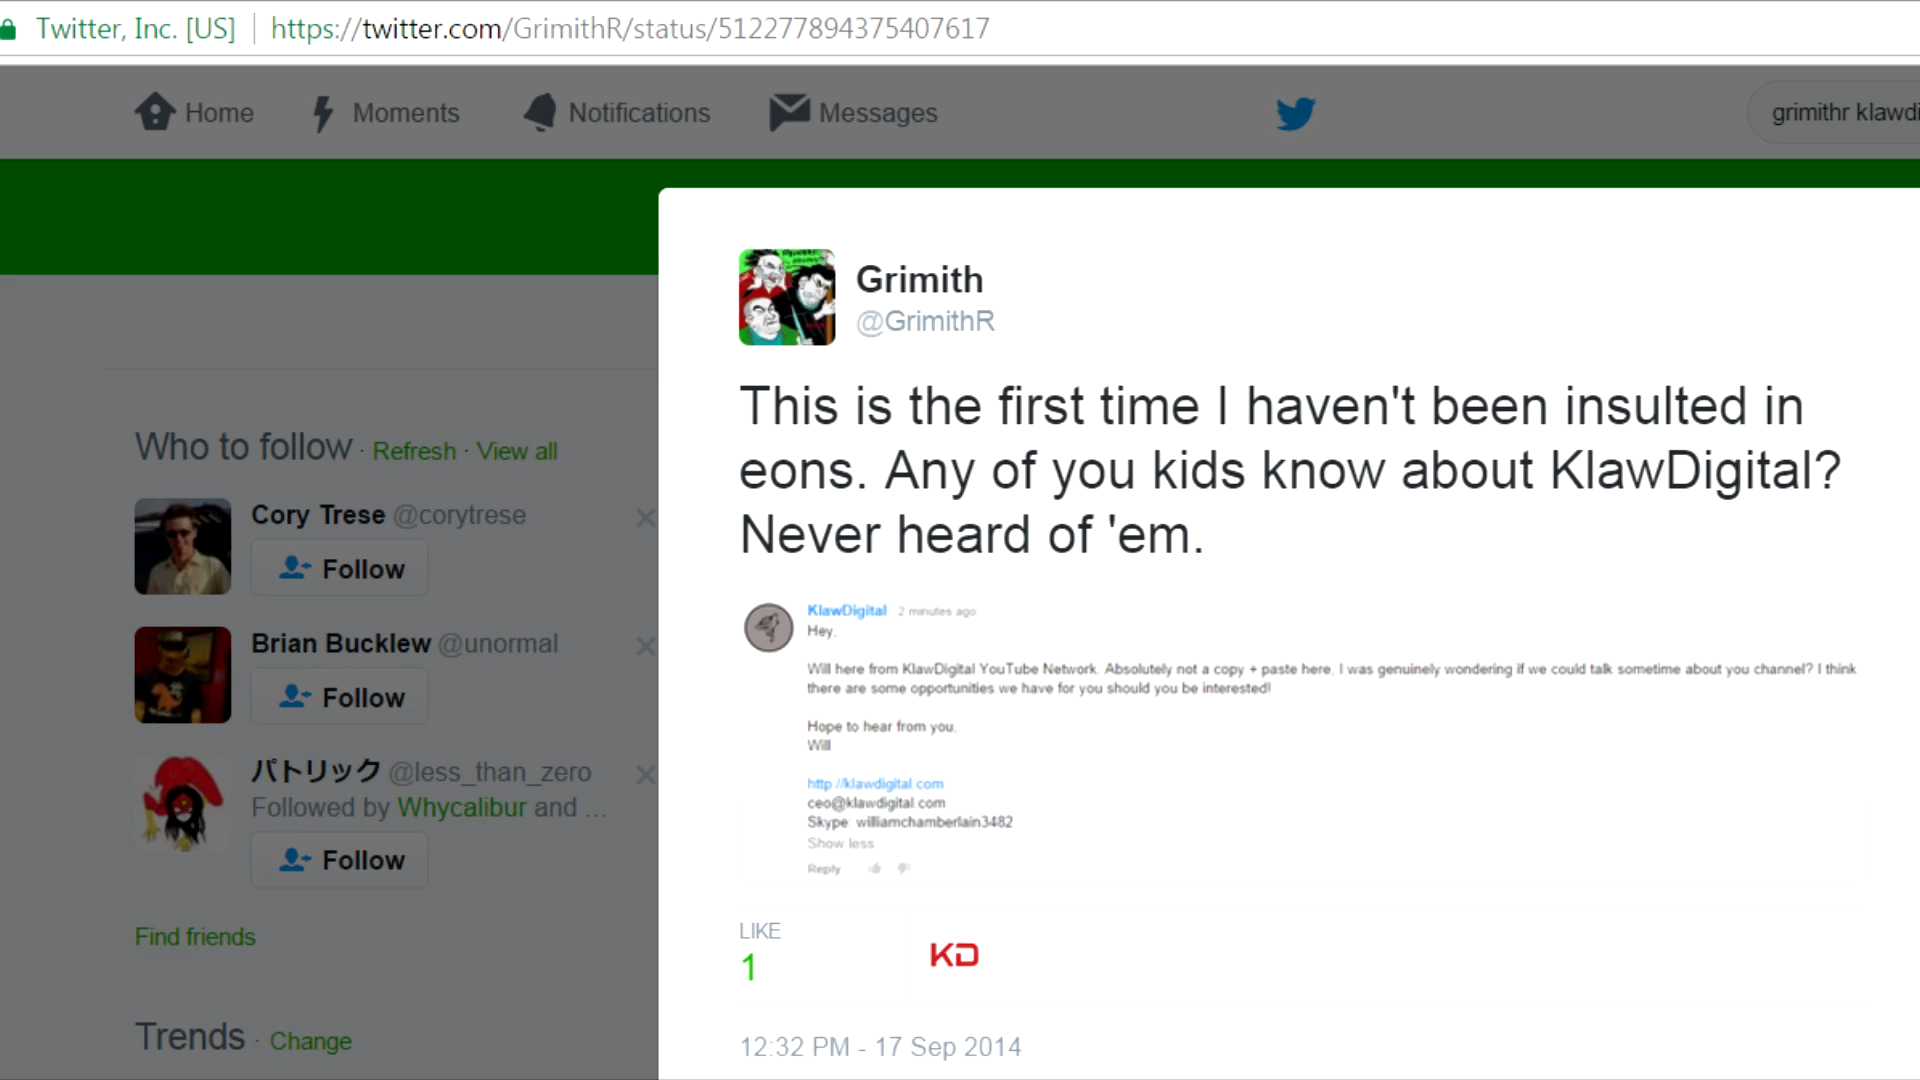 Twitter, Inc. [US] https://twitter.com/GrimithR/status/512277894375407617
Home Moments Notifications Messages grimithr klawdi
Grimith
@GrimithR
This is the first time I haven't been insulted in
eons. Any of you kids know about KlawDigital?
Never heard of 'em.
KlawDigital 2 minutes ago
Hey,
Will here from KlawDigital YouTube Network. Absolutely not a copy + paste here, I was genuinely wondering if we could talk sometime about you channel? I think
there are some opportunities we have for you should you be interested!
Hope to hear from you,
Will
http://klawdigital.com
ceo@klawdigital.com
Skype: williamchamberlain3482
Show less
Reply
LIKE
1
KD
12:32 PM - 17 Sep 2014
Who to follow · Refresh · View all
Cory Trese @corytrese
Follow
Brian Bucklew @unormal
Follow
パトリック @less_than_zero
Followed by Whycalibur and ...
Follow
Find friends
Trends · Change